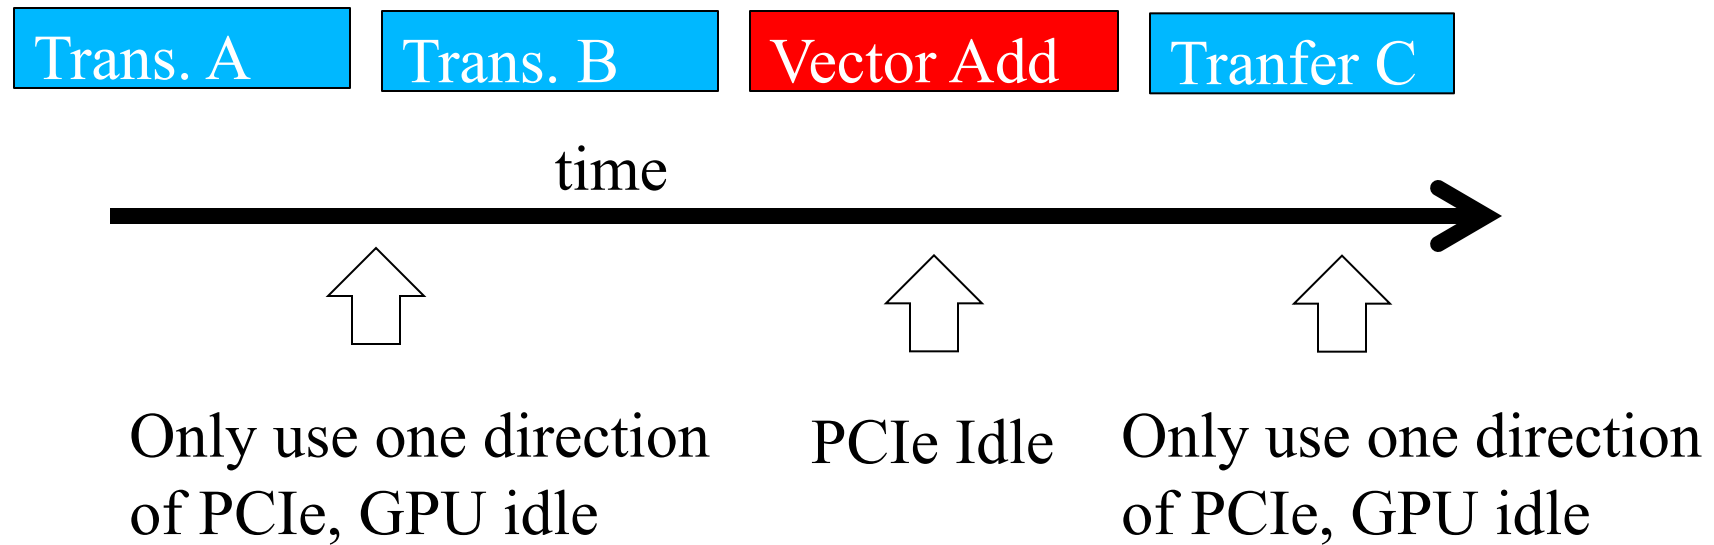 Trans. A
Trans. B
Vector Add
Tranfer C
time
Only use one direction
of PCIe, GPU idle
PCIe Idle
Only use one direction
of PCIe, GPU idle